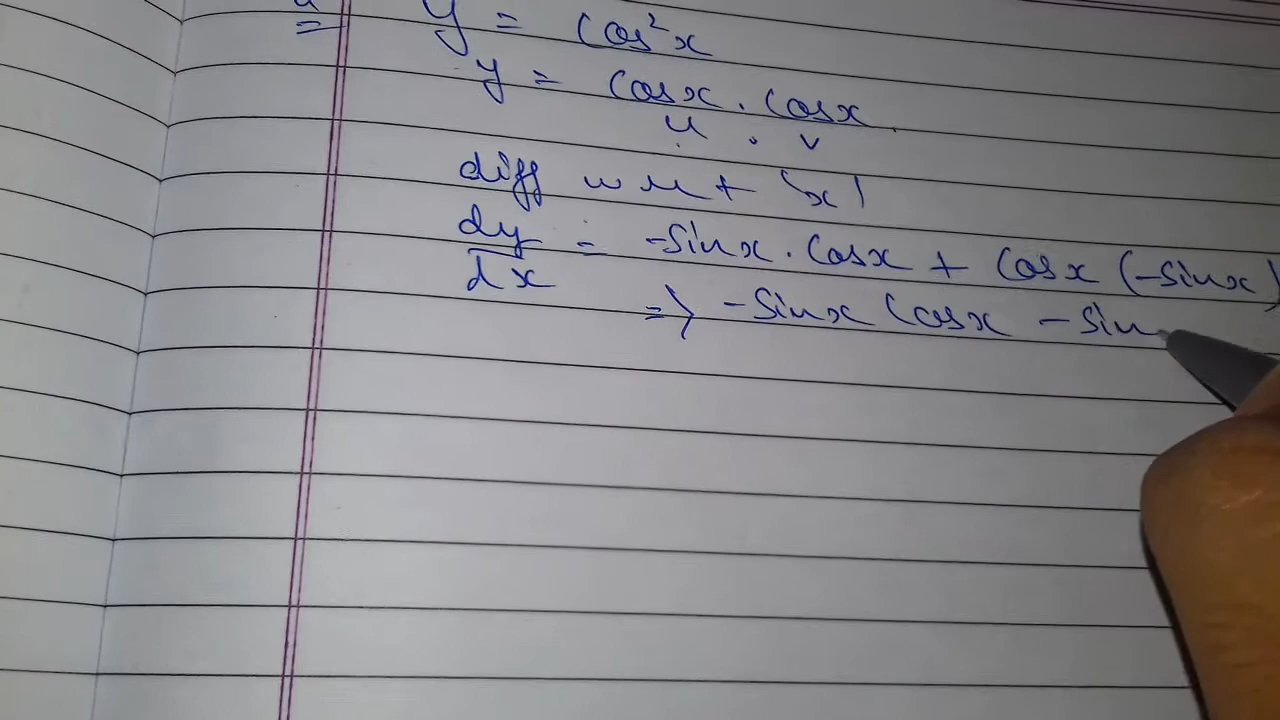 y = cos²x
y = cosx . cosx
u . v
diff w.r.t 'x'
dy/dx = -sinx . cosx + cosx (-sinx)
=> -sinx cosx - sin